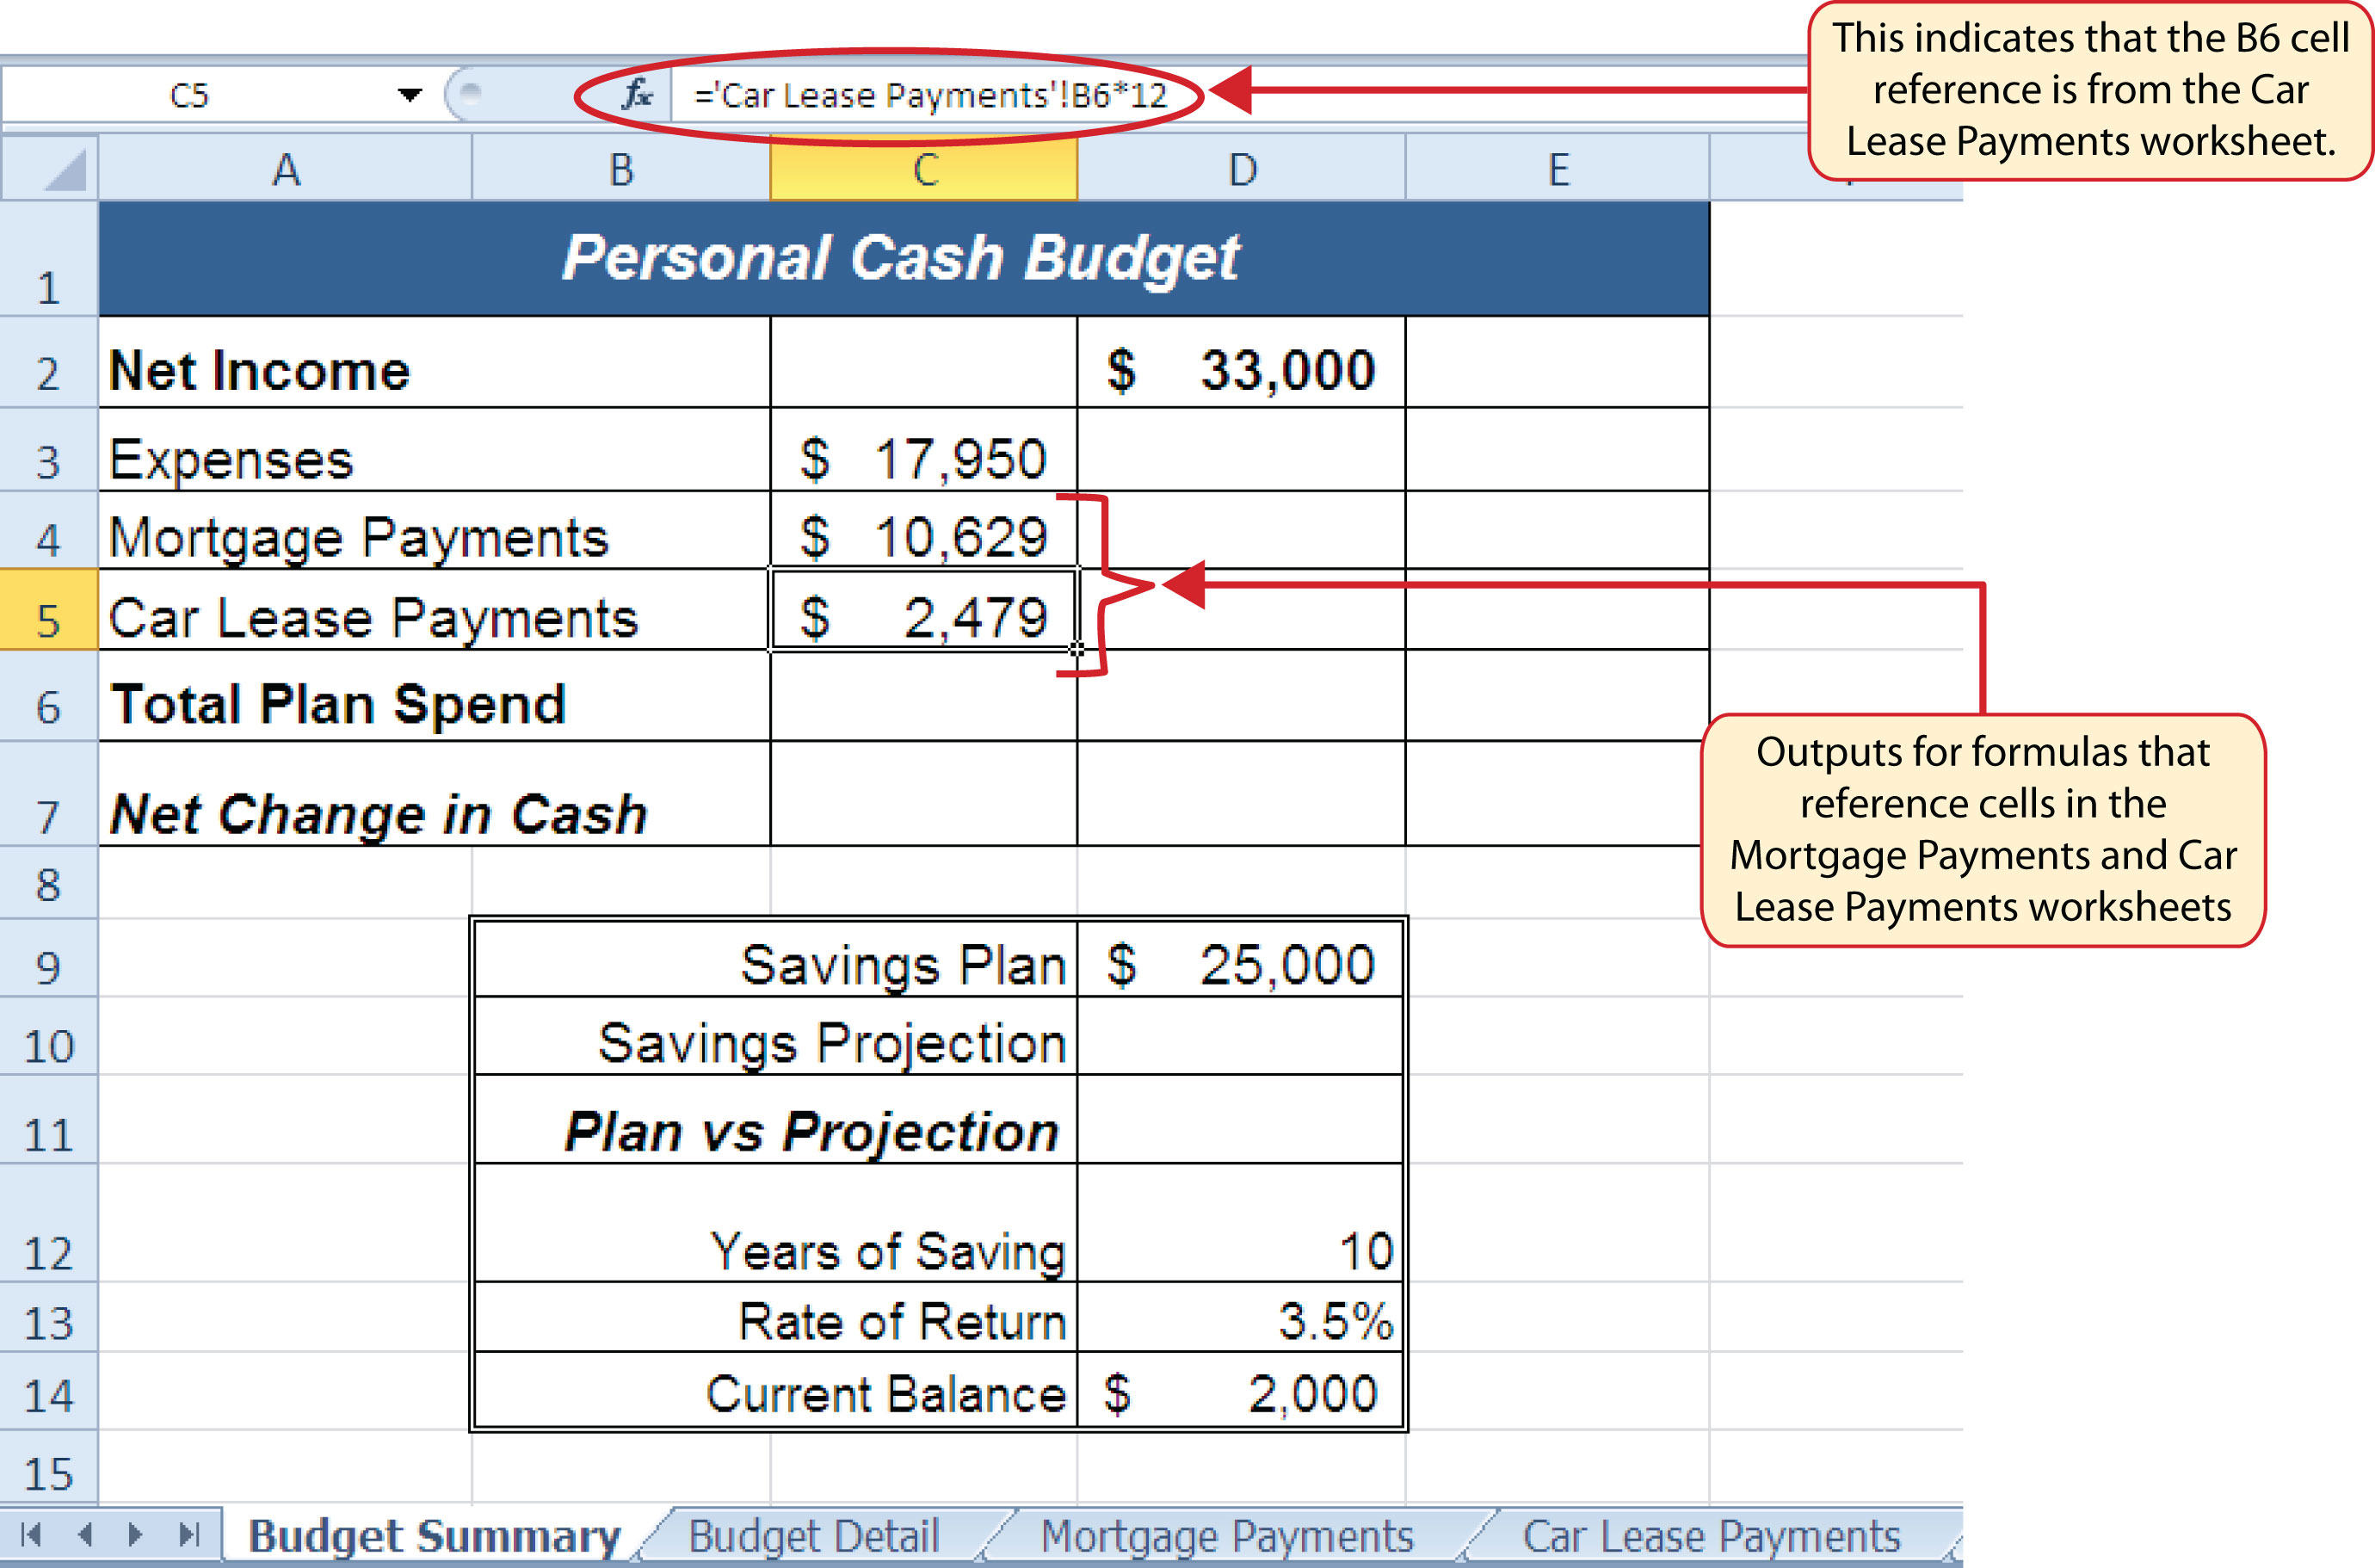 This indicates that the B6 cell
reference is from the Car
Lease Payments worksheet.
C5 fx ='Car Lease Payments'!B6*12
A B C D E
1 Personal Cash Budget
2 Net Income $ 33,000
3 Expenses $ 17,950
4 Mortgage Payments $ 10,629
5 Car Lease Payments $ 2,479
6 Total Plan Spend
7 Net Change in Cash
Outputs for formulas that
reference cells in the
Mortgage Payments and Car
Lease Payments worksheets
8
9 Savings Plan $ 25,000
10 Savings Projection
11 Plan vs Projection
12 Years of Saving 10
13 Rate of Return 3.5%
14 Current Balance $ 2,000
15
Budget Summary Budget Detail Mortgage Payments Car Lease Payments